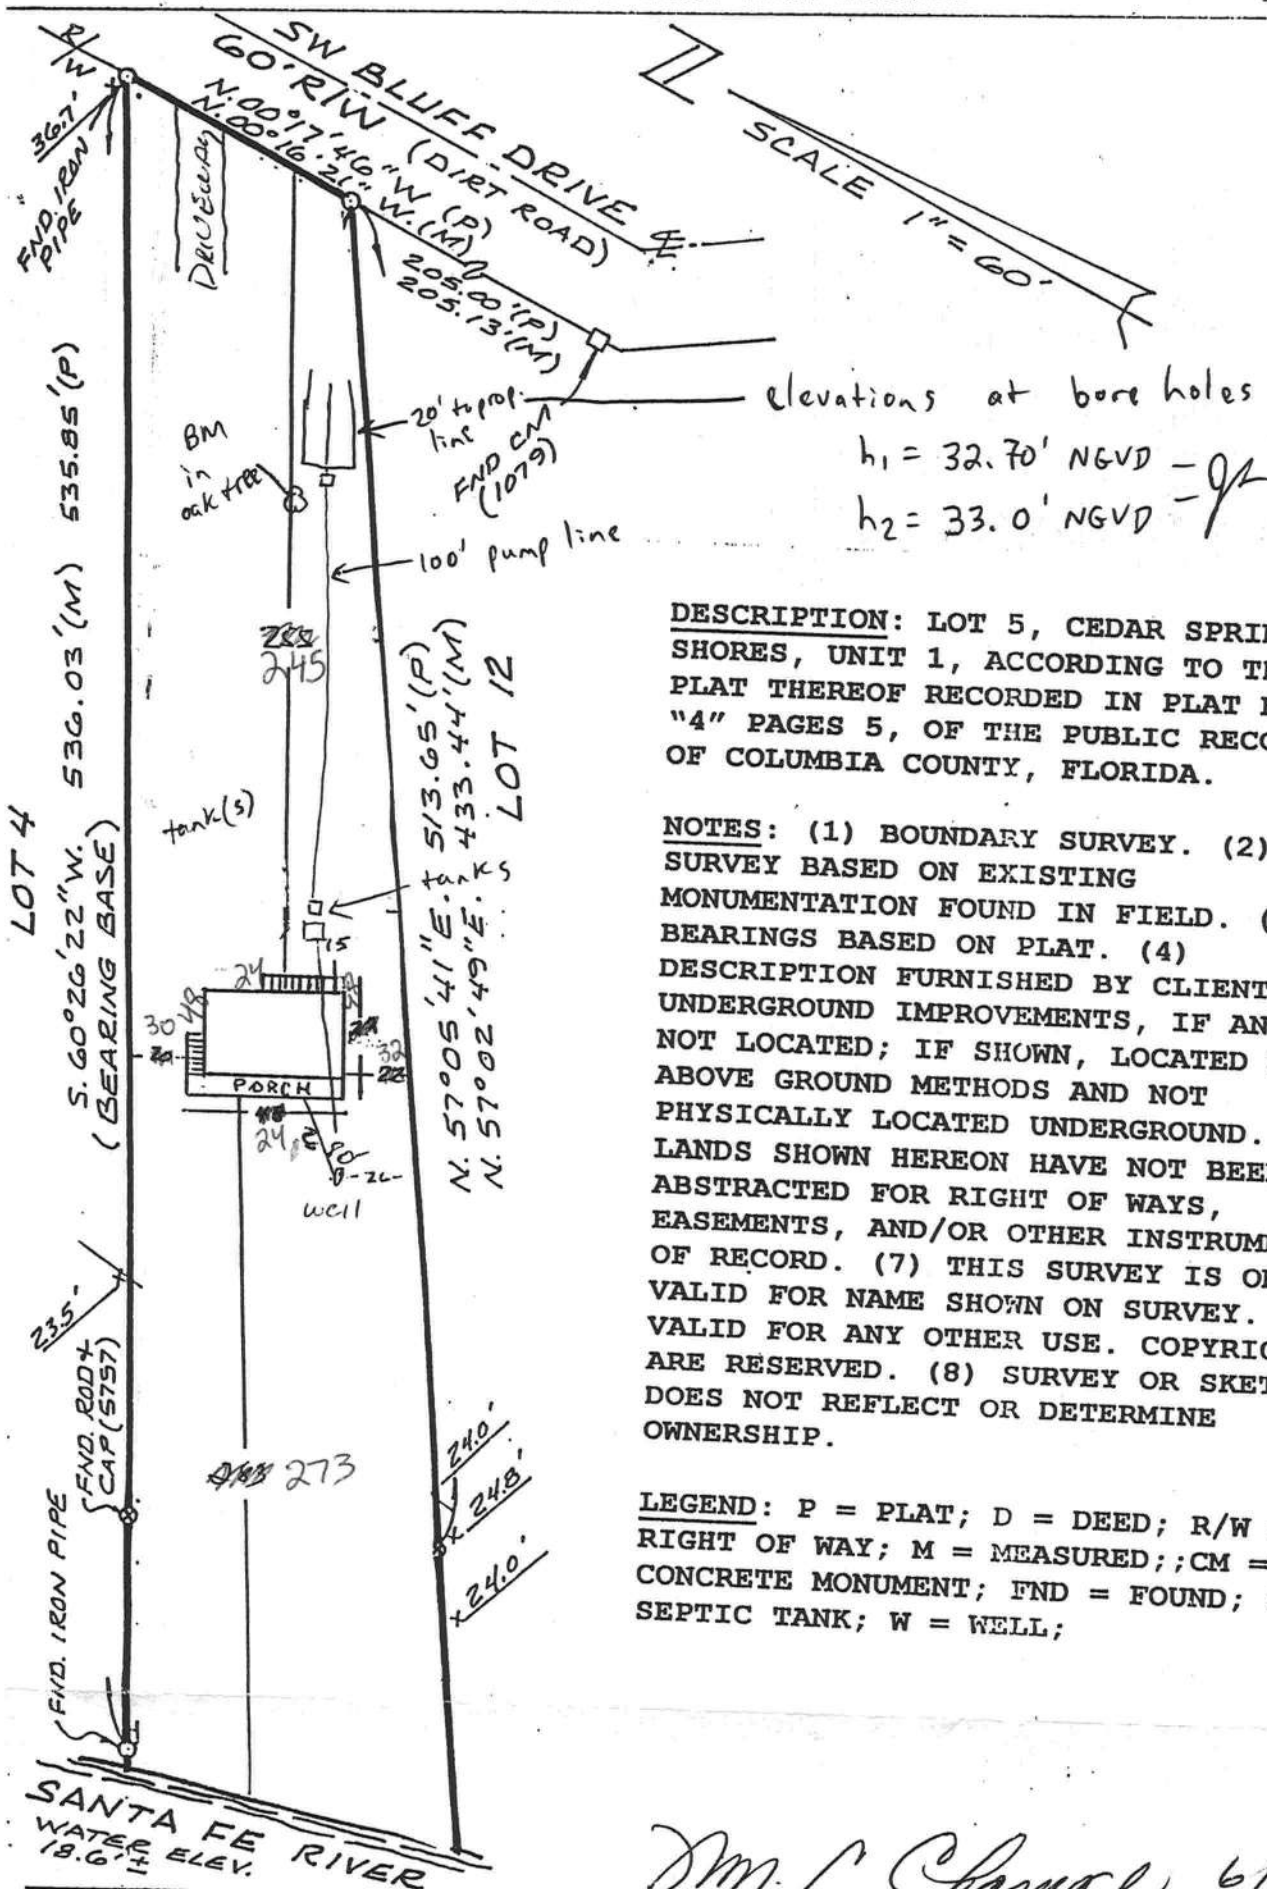 R/W
SW BLUFF DRIVE
60' R/W (DIRT ROAD)
N.00°17'46"W (P)
N.00°16'21"W.(M)
SCALE 1"=60'
36.7'
FND. IRON
PIPE
DRIVEWAY
205.00'(P)
205.13'(M)
FND CM
(1079)
elevations at bore holes
h₁ = 32.70' NGVD
h₂ = 33.0' NGVD
20' to prop.
line
BM
in
oak tree
100' pump line
245
LOT 4
S. 60°26'22"W. 536.03'(M) 535.85'(P)
(BEARING BASE)
tank(s)
tanks
N. 57°05'41"E. 513.65'(P)
N. 57°02'49"E. 433.44'(M)
LOT 12
15
24
48
30
32
PORCH
24
well
23.5'
FND. ROD+
CAP (5757)
273
24.0'
24.8'
24.0'
FND. IRON PIPE
SANTA FE RIVER
WATER ELEV.
18.6'±
DESCRIPTION: LOT 5, CEDAR SPRI
SHORES, UNIT 1, ACCORDING TO T
PLAT THEREOF RECORDED IN PLAT
"4" PAGES 5, OF THE PUBLIC RECO
OF COLUMBIA COUNTY, FLORIDA.
NOTES: (1) BOUNDARY SURVEY. (2)
SURVEY BASED ON EXISTING
MONUMENTATION FOUND IN FIELD. (
BEARINGS BASED ON PLAT. (4)
DESCRIPTION FURNISHED BY CLIENT
UNDERGROUND IMPROVEMENTS, IF AN
NOT LOCATED; IF SHOWN, LOCATED
ABOVE GROUND METHODS AND NOT
PHYSICALLY LOCATED UNDERGROUND.
LANDS SHOWN HEREON HAVE NOT BEE
ABSTRACTED FOR RIGHT OF WAYS,
EASEMENTS, AND/OR OTHER INSTRUM
OF RECORD. (7) THIS SURVEY IS O
VALID FOR NAME SHOWN ON SURVEY.
VALID FOR ANY OTHER USE. COPYRIG
ARE RESERVED. (8) SURVEY OR SKET
DOES NOT REFLECT OR DETERMINE
OWNERSHIP.
LEGEND: P = PLAT; D = DEED; R/W
RIGHT OF WAY; M = MEASURED;;CM =
CONCRETE MONUMENT; FND = FOUND;
SEPTIC TANK; W = WELL;